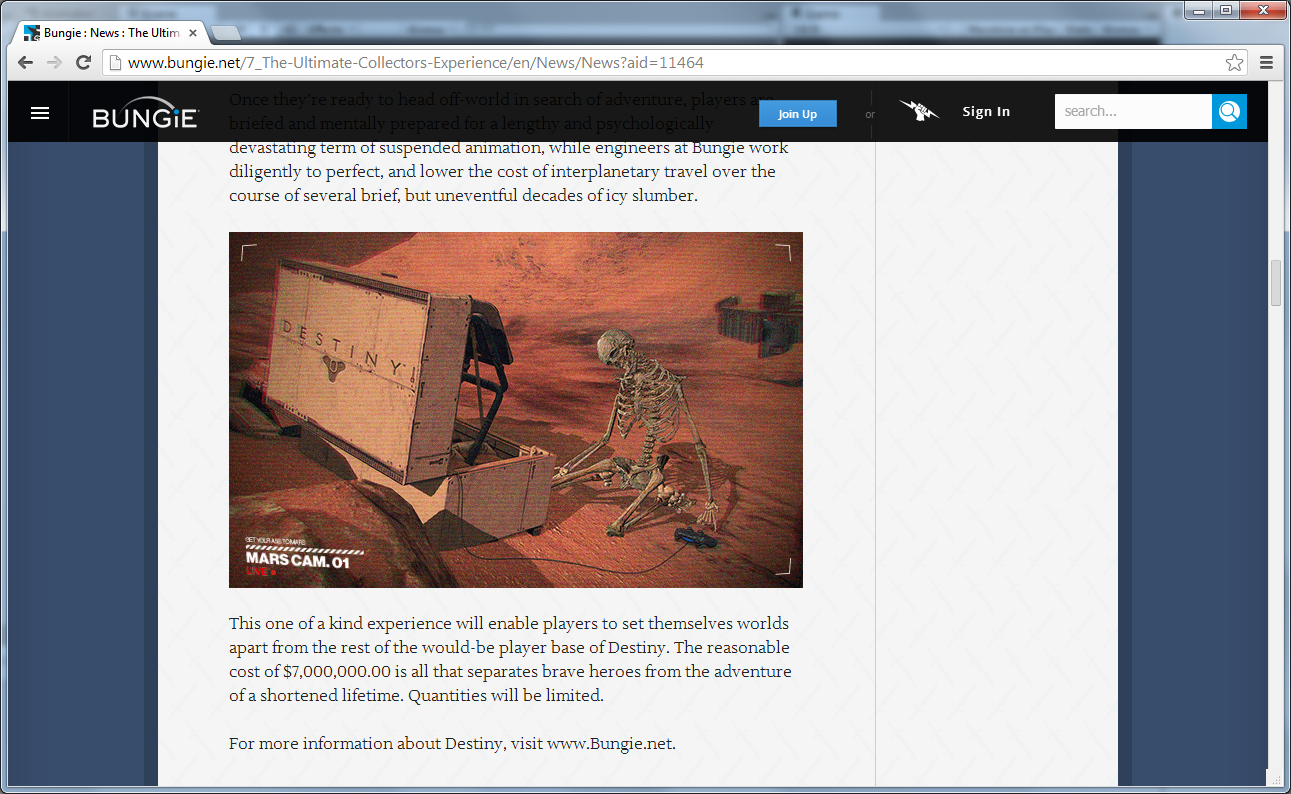 Bungie : News : The Ultim
www.bungie.net/7_The-Ultimate-Collectors-Experience/en/News/News?aid=11464
BUNGiE
Join Up
or
Sign In
search...
Once they're ready to head off-world in search of adventure, players are
briefed and mentally prepared for a lengthy and psychologically
devastating term of suspended animation, while engineers at Bungie work
diligently to perfect, and lower the cost of interplanetary travel over the
course of several brief, but uneventful decades of icy slumber.
DESTINY
GET YOUR ASS TO MARS
MARS CAM. 01
LIVE
This one of a kind experience will enable players to set themselves worlds
apart from the rest of the would-be player base of Destiny. The reasonable
cost of $7,000,000.00 is all that separates brave heroes from the adventure
of a shortened lifetime. Quantities will be limited.
For more information about Destiny, visit www.Bungie.net.